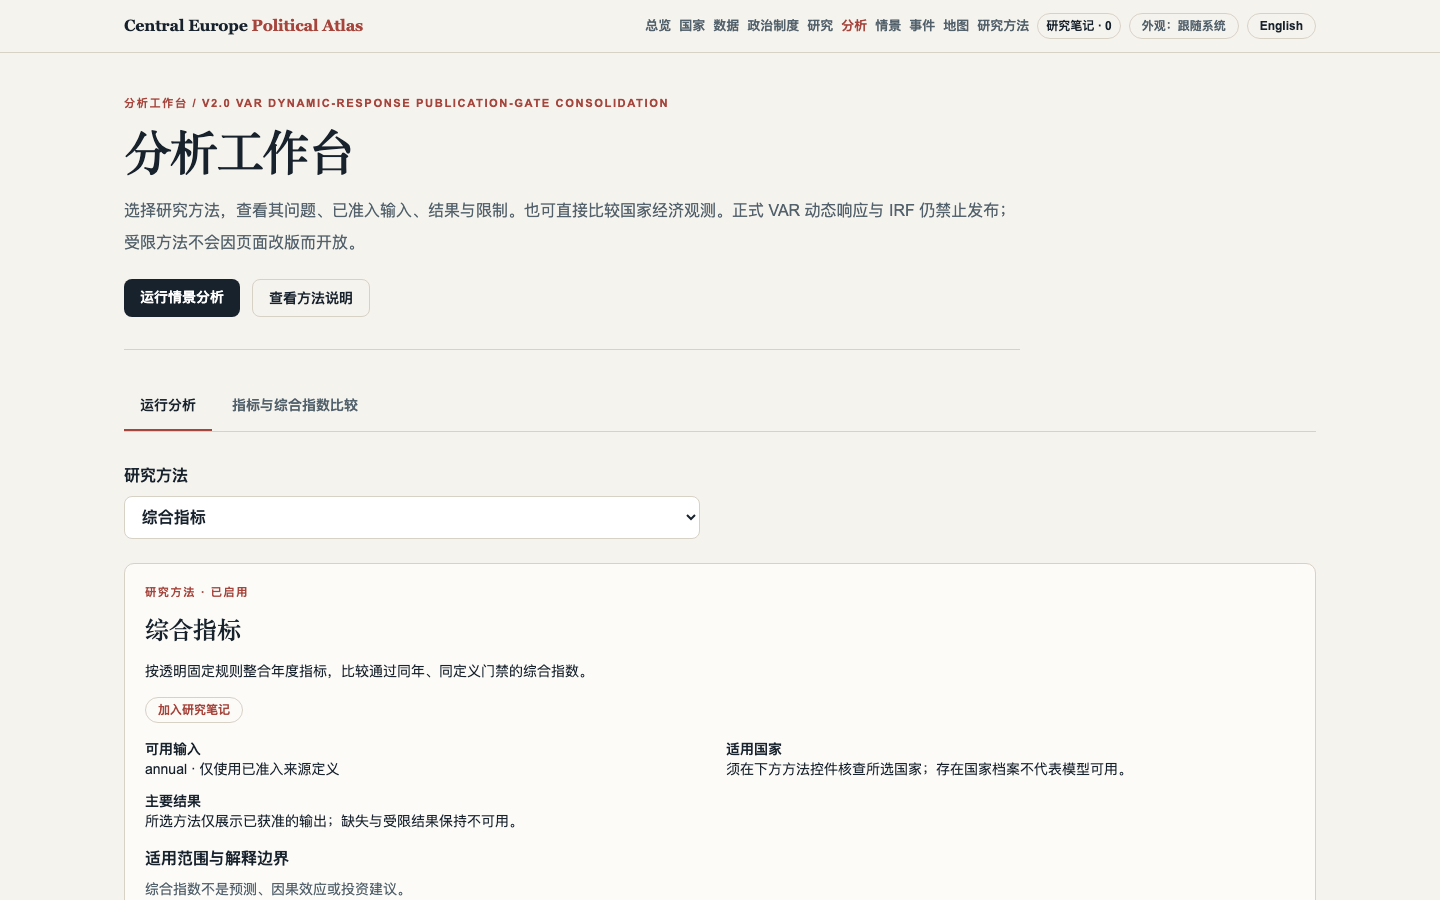 Central Europe Political Atlas
总览 国家 数据 政治制度 研究 分析 情景 事件 地图 研究方法 研究笔记 · 0 外观：跟随系统 English
分析工作台 / V2.0 VAR DYNAMIC-RESPONSE PUBLICATION-GATE CONSOLIDATION
分析工作台
选择研究方法，查看其问题、已准入输入、结果与限制。也可直接比较国家经济观测。正式 VAR 动态响应与 IRF 仍禁止发布；
受限方法不会因页面改版而开放。
运行情景分析 查看方法说明
运行分析 指标与综合指数比较
研究方法
综合指标
研究方法 · 已启用
综合指标
按透明固定规则整合年度指标，比较通过同年、同定义门禁的综合指数。
加入研究笔记
可用输入 适用国家
annual · 仅使用已准入来源定义 须在下方方法控件核查所选国家；存在国家档案不代表模型可用。
主要结果
所选方法仅展示已获准的输出；缺失与受限结果保持不可用。
适用范围与解释边界
综合指数不是预测、因果效应或投资建议。